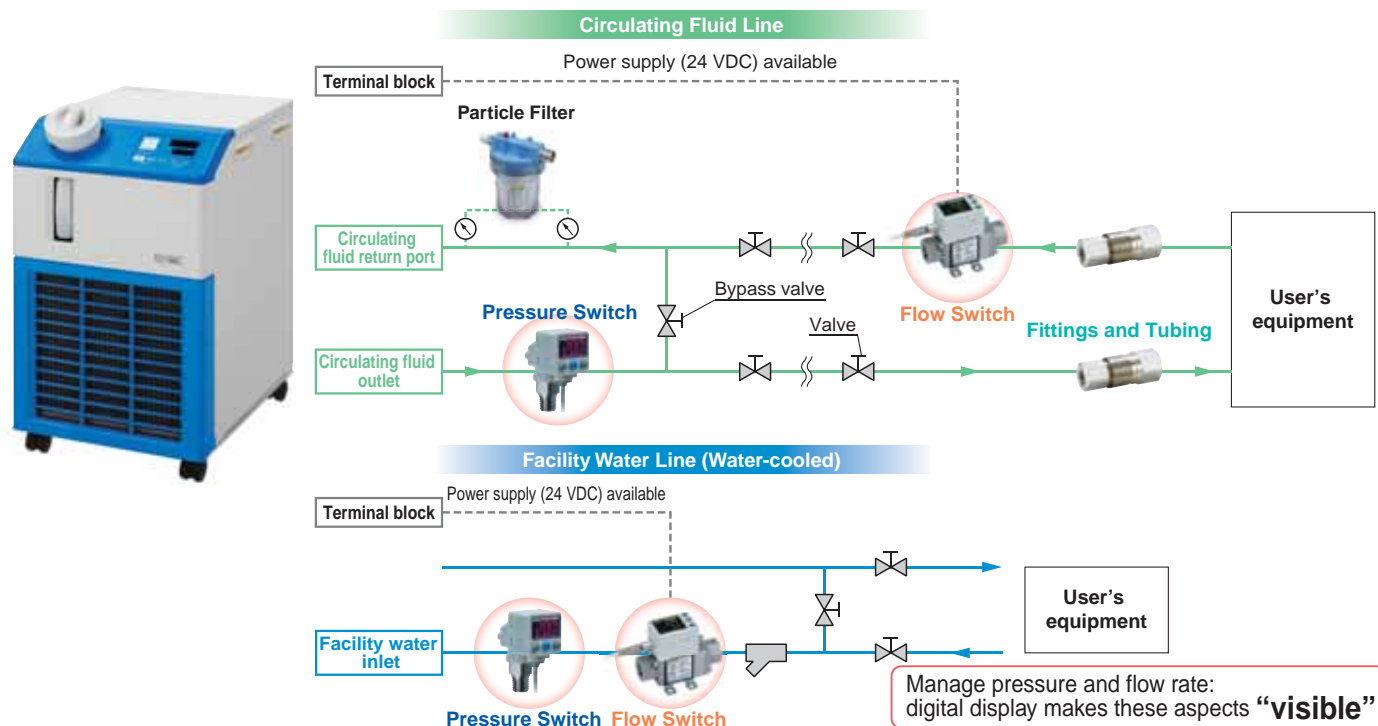 Circulating Fluid Line
Power supply (24 VDC) available
Terminal block
Particle Filter
Circulating
fluid return port
Bypass valve
Pressure Switch
Flow Switch
User's
equipment
Valve
Fittings and Tubing
Circulating fluid
outlet
Facility Water Line (Water-cooled)
Power supply (24 VDC) available
Terminal block
User's
equipment
Facility water
inlet
Pressure Switch
Flow Switch
Manage pressure and flow rate:
digital display makes these aspects “visible”